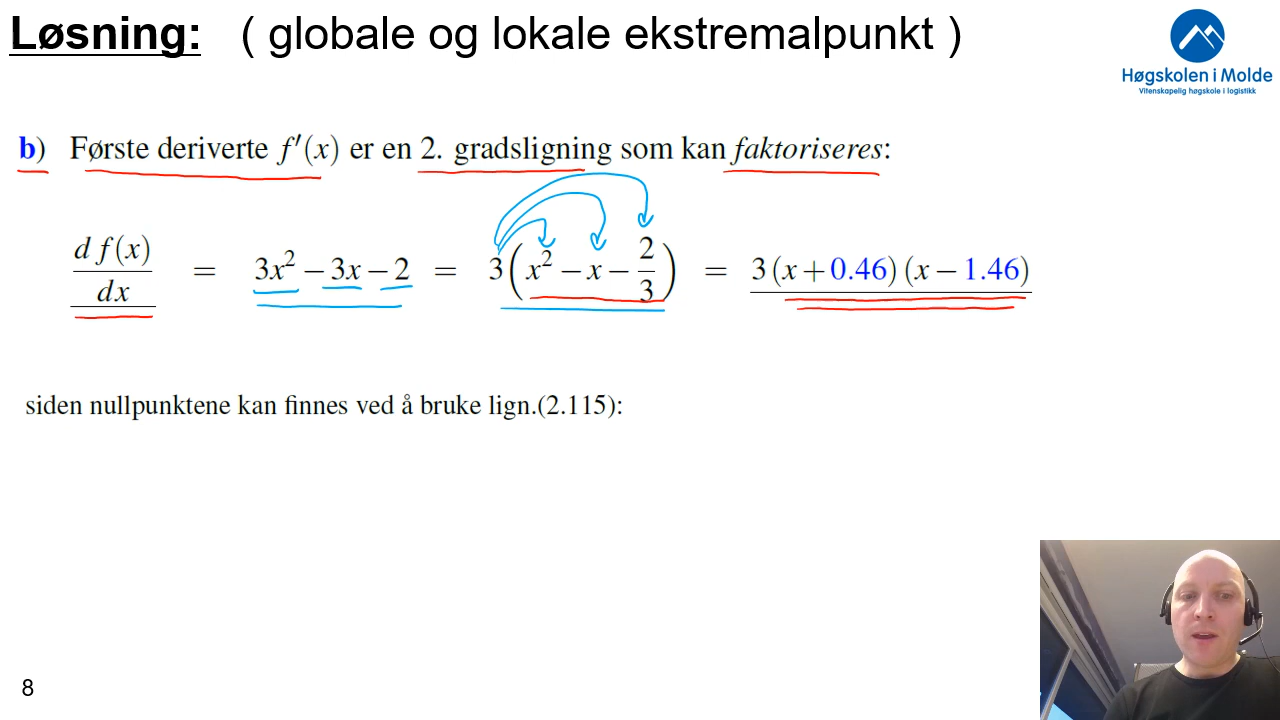 Løsning: ( globale og lokale ekstremalpunkt )
Høgskolen i Molde
Vitenskapelig høgskole i logistikk
b) Første deriverte f′(x) er en 2. gradsligning som kan faktoriseres:
d f(x)/dx = 3x² − 3x − 2 = 3(x² − x − 2/3) = 3(x + 0.46)(x − 1.46)
siden nullpunktene kan finnes ved å bruke lign.(2.115):
8